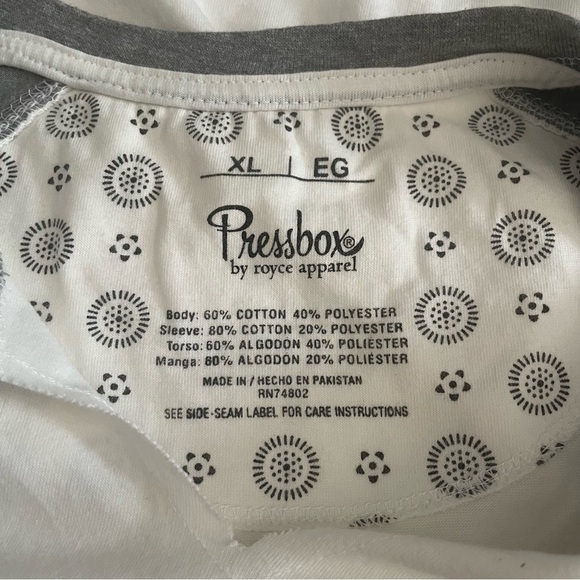 XL | EG
Pressbox®
by royce apparel
Body: 60% COTTON 40% POLYESTER
Sleeve: 80% COTTON 20% POLYESTER
Torso: 60% ALGODON 40% POLIÉSTER
Manga: 80% ALGODON 20% POLIÉSTER
MADE IN / HECHO EN PAKISTAN
RN74802
SEE SIDE-SEAM LABEL FOR CARE INSTRUCTIONS